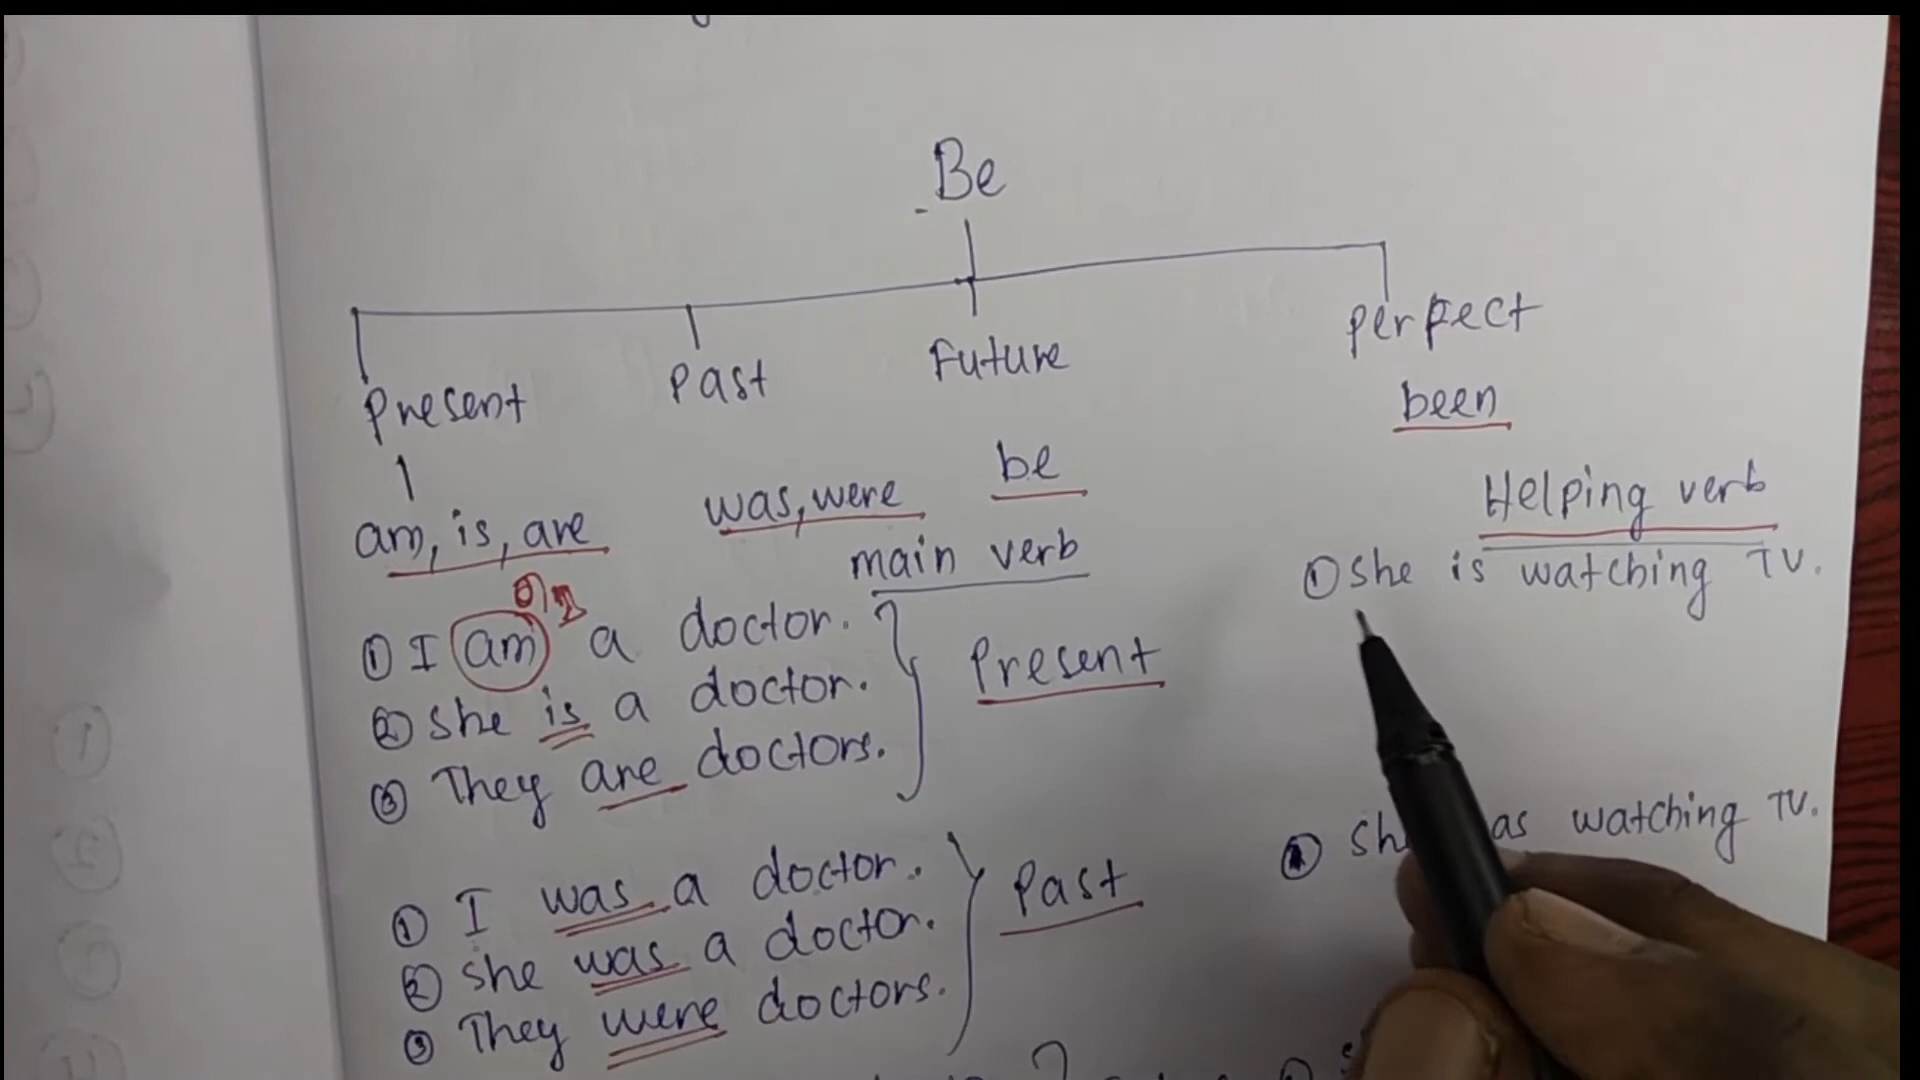 Be
Present
Past
Future
Perfect
am, is, are
was, were
be
been
main verb
① I am a doctor.
② She is a doctor.
③ They are doctors.
Present
① I was a doctor.
② She was a doctor.
③ They were doctors.
Past
Helping verb
① She is watching TV.
watching TV.